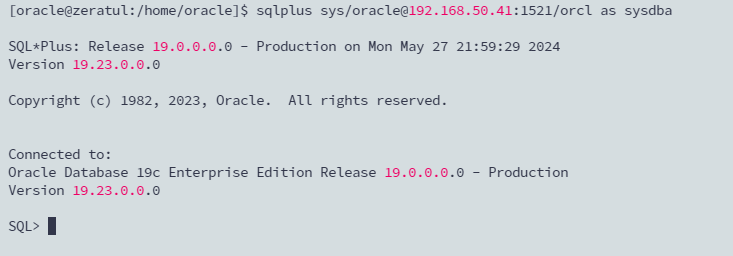 [oracle@zeratul:/home/oracle]$ sqlplus sys/oracle@192.168.50.41:1521/orcl as sysdba
SQL*Plus: Release 19.0.0.0.0 - Production on Mon May 27 21:59:29 2024
Version 19.23.0.0.0
Copyright (c) 1982, 2023, Oracle.  All rights reserved.
Connected to:
Oracle Database 19c Enterprise Edition Release 19.0.0.0.0 - Production
Version 19.23.0.0.0
SQL>